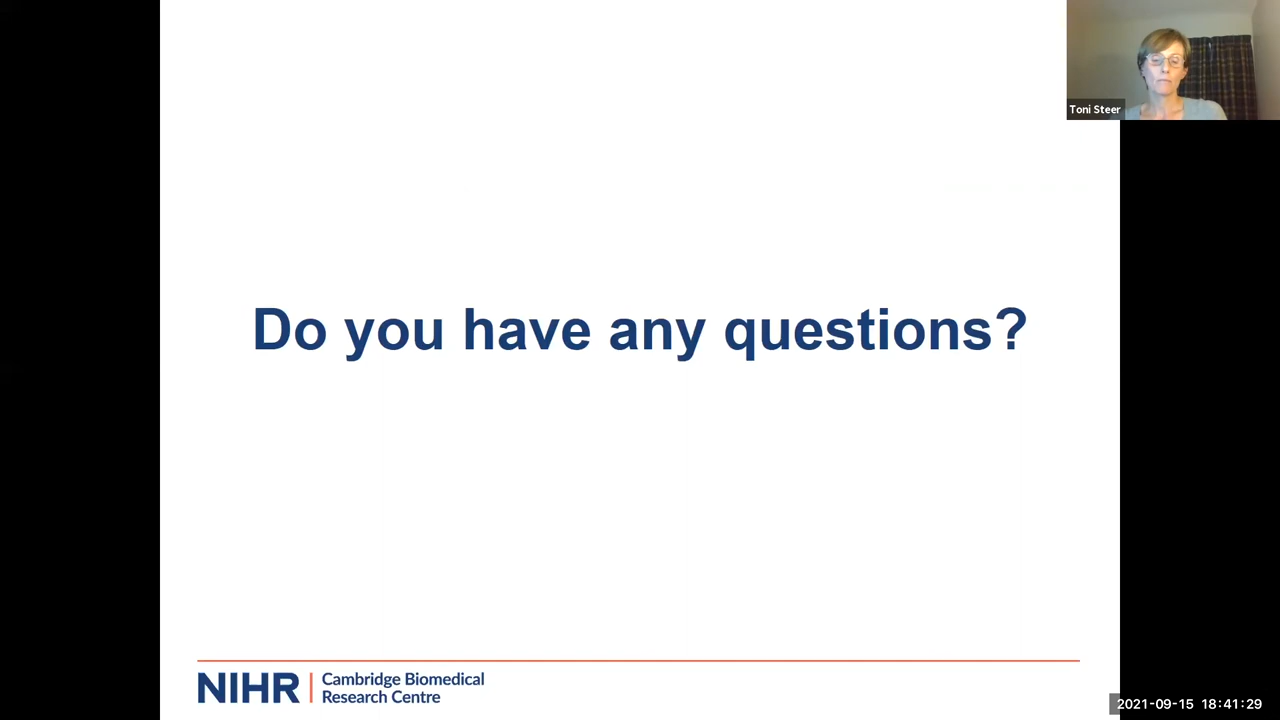 Toni Steer
Do you have any questions?
NIHR | Cambridge Biomedical
Research Centre
2021-09-15 18:41:29